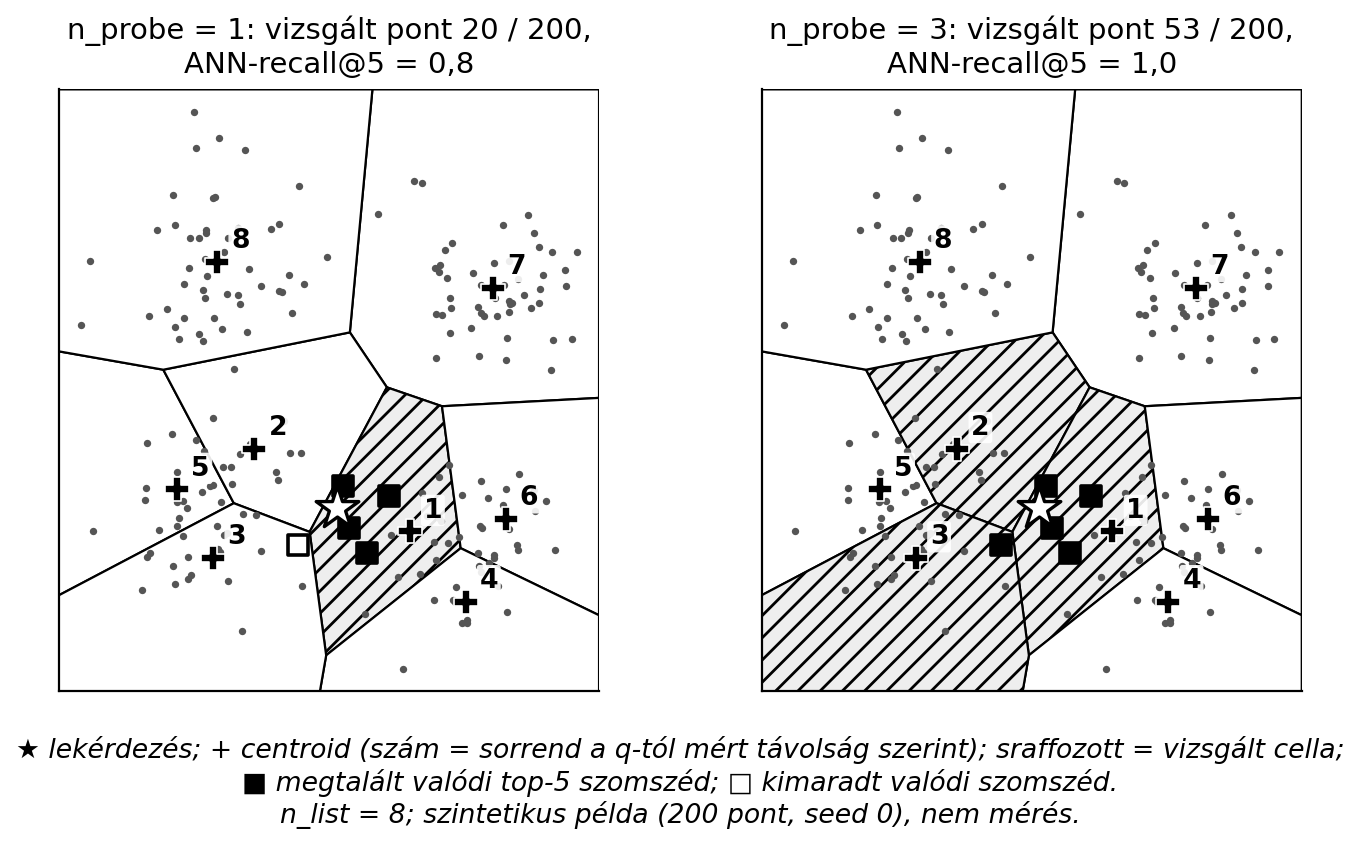 n_probe = 1: vizsgált pont 20 / 200,
ANN-recall@5 = 0,8
8
7
2
5
1
6
3
4
n_probe = 3: vizsgált pont 53 / 200,
ANN-recall@5 = 1,0
8
7
2
5
1
6
3
4
★ lekérdezés; + centroid (szám = sorrend a q-tól mért távolság szerint); sraffozott = vizsgált cella;
■ megtalált valódi top-5 szomszéd; □ kimaradt valódi szomszéd.
n_list = 8; szintetikus példa (200 pont, seed 0), nem mérés.